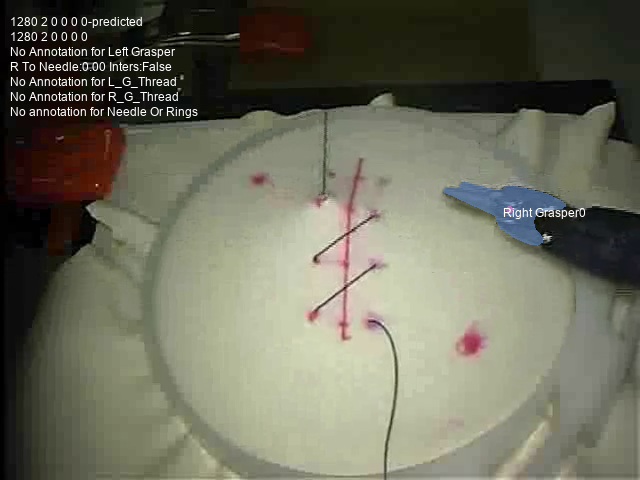 1280 2 0 0 0 0-predicted
1280 2 0 0 0 0
No Annotation for Left Grasper
R To Needle:0.00 Inters:False
No Annotation for L_G_Thread
No Annotation for R_G_Thread
No annotation for Needle Or Rings
Right Grasper0